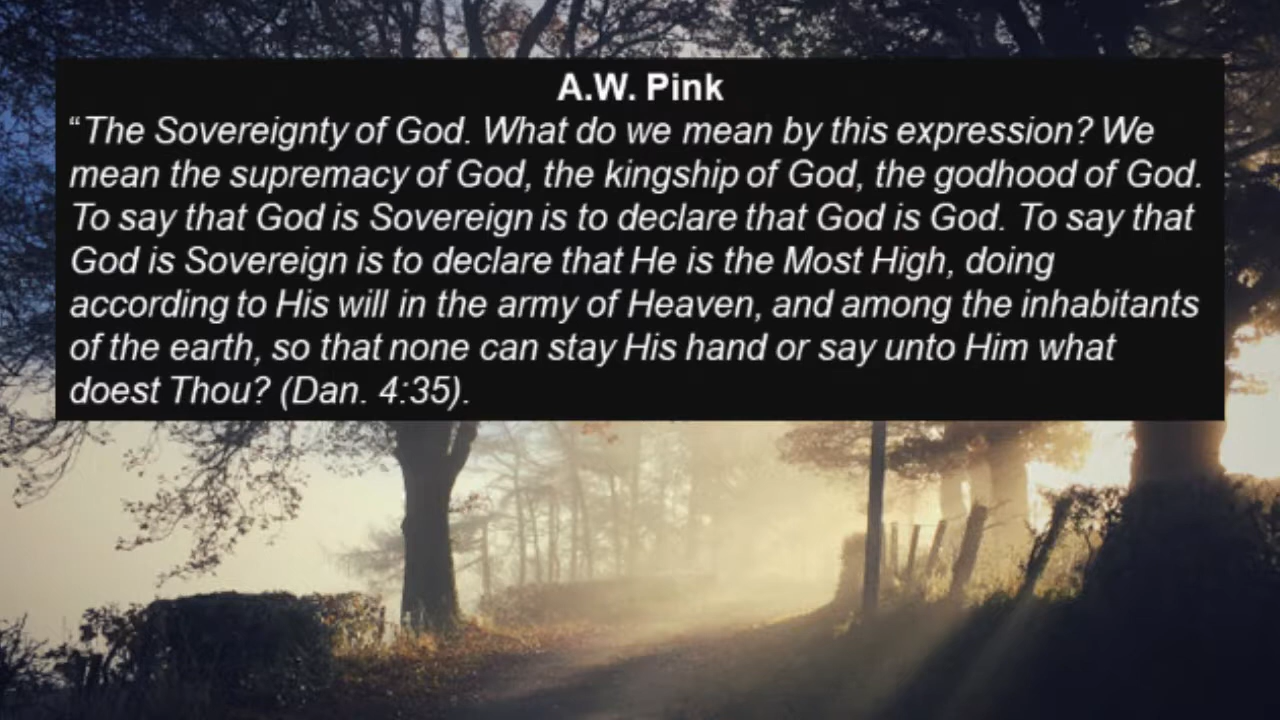 A.W. Pink
“The Sovereignty of God. What do we mean by this expression? We
mean the supremacy of God, the kingship of God, the godhood of God.
To say that God is Sovereign is to declare that God is God. To say that
God is Sovereign is to declare that He is the Most High, doing
according to His will in the army of Heaven, and among the inhabitants
of the earth, so that none can stay His hand or say unto Him what
doest Thou? (Dan. 4:35).